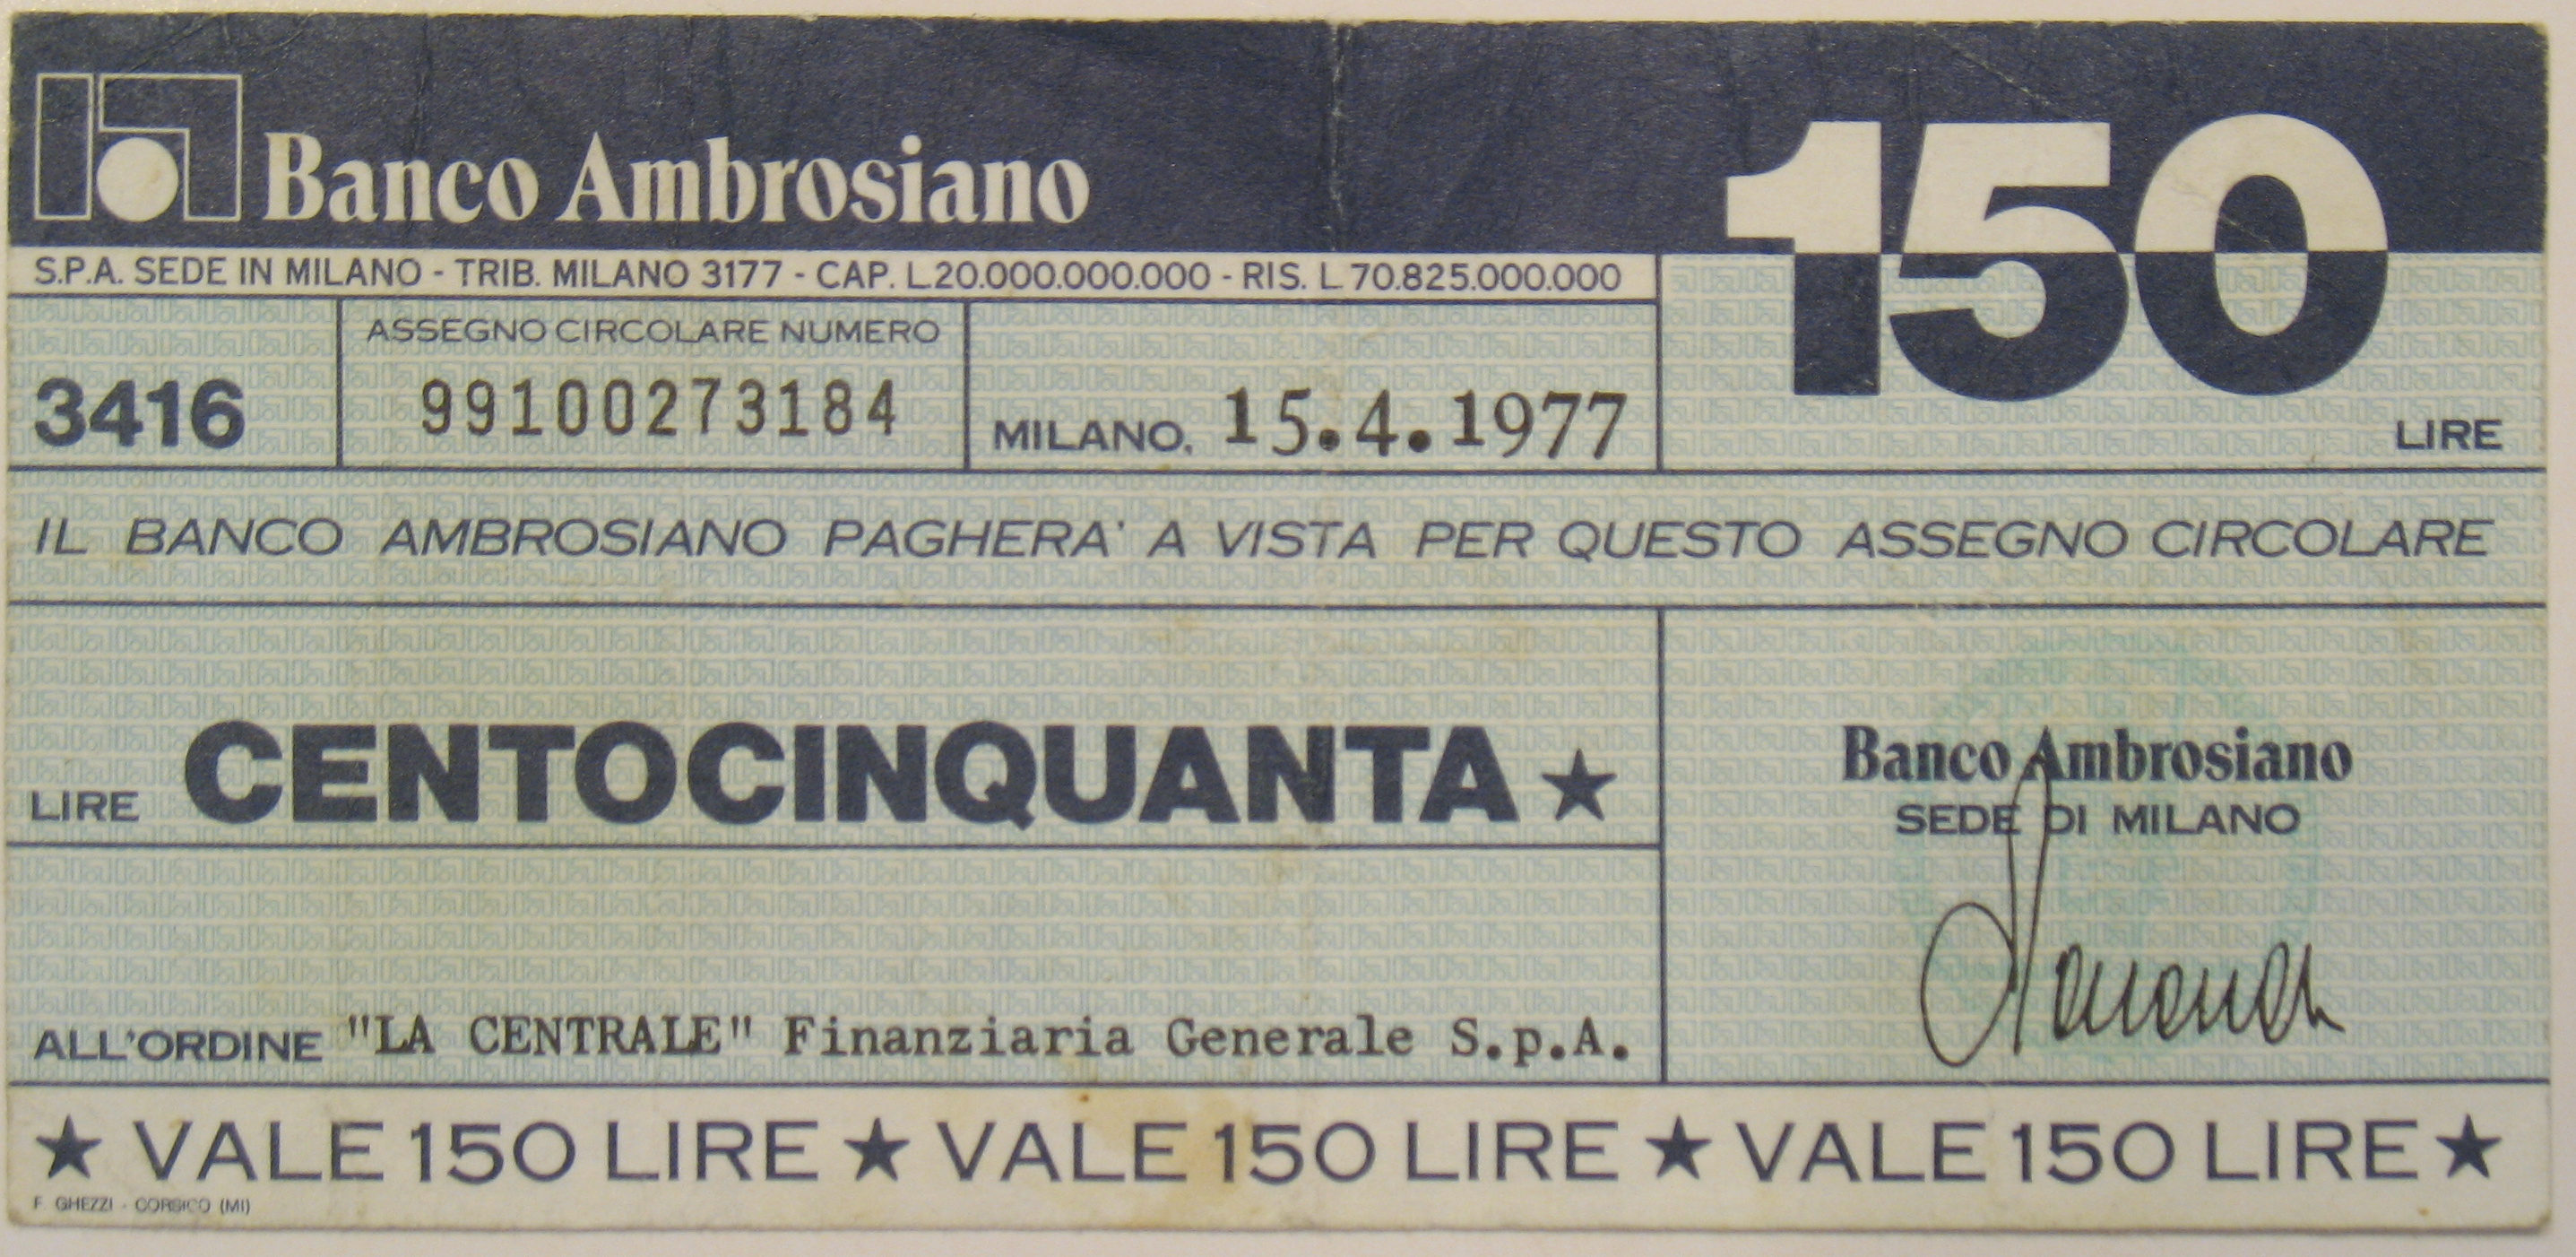 Banco Ambrosiano
150
S.P.A. SEDE IN MILANO - TRIB. MILANO 3177 - CAP. L.20.000.000.000 - RIS. L.70.825.000.000
ASSEGNO CIRCOLARE NUMERO
3416 99100273184 MILANO, 15.4.1977 LIRE
IL BANCO AMBROSIANO PAGHERA' A VISTA PER QUESTO ASSEGNO CIRCOLARE
LIRE CENTOCINQUANTA ★
Banco Ambrosiano
SEDE DI MILANO
ALL'ORDINE "LA CENTRALE" Finanziaria Generale S.p.A.
★ VALE 150 LIRE ★ VALE 150 LIRE ★ VALE 150 LIRE ★
F. GHEZZI - CORSICO (MI)